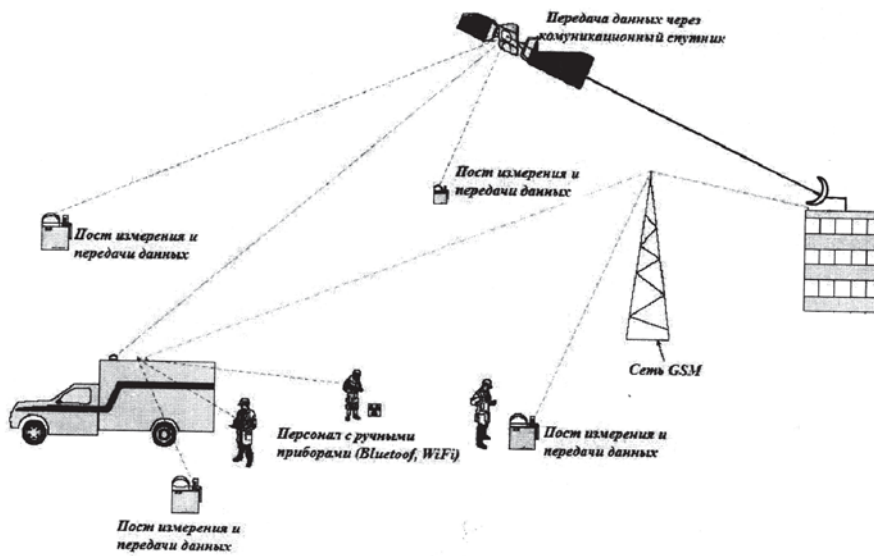 Передача данных через
комуникационный спутник
Пост измерения и
передачи данных
Пост измерения и
передачи данных
Сеть GSM
Персонал с ручными
приборами (Bluetoof, WiFi)
Пост измерения и
передачи данных
Пост измерения и
передачи данных